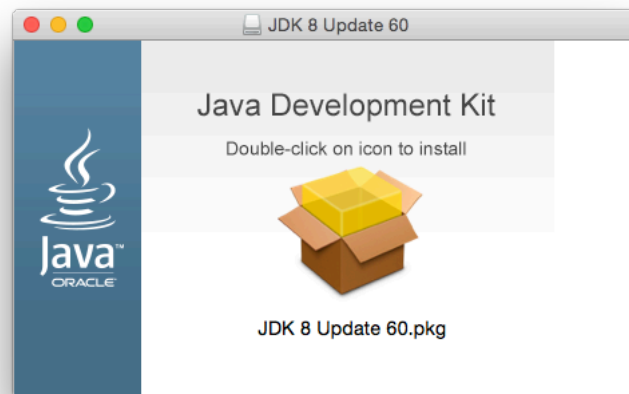 JDK 8 Update 60
Java Development Kit
Double-click on icon to install
Java™
ORACLE
JDK 8 Update 60.pkg